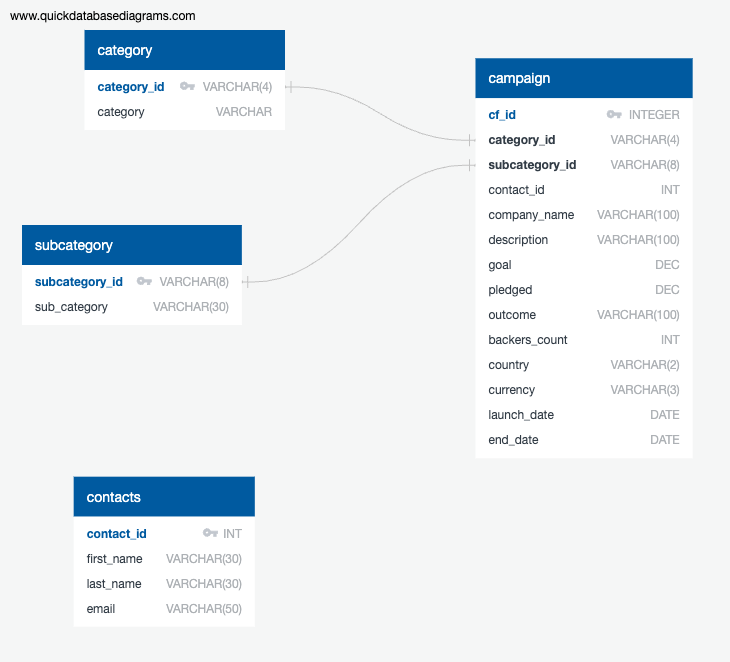 www.quickdatabasediagrams.com
category
category_id VARCHAR(4)
category VARCHAR
campaign
cf_id INTEGER
category_id VARCHAR(4)
subcategory_id VARCHAR(8)
contact_id INT
company_name VARCHAR(100)
description VARCHAR(100)
goal DEC
pledged DEC
outcome VARCHAR(100)
backers_count INT
country VARCHAR(2)
currency VARCHAR(3)
launch_date DATE
end_date DATE
subcategory
subcategory_id VARCHAR(8)
sub_category VARCHAR(30)
contacts
contact_id INT
first_name VARCHAR(30)
last_name VARCHAR(30)
email VARCHAR(50)